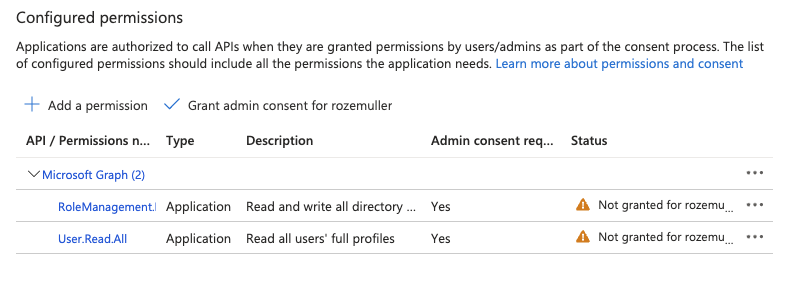 Configured permissions
Applications are authorized to call APIs when they are granted permissions by users/admins as part of the consent process. The list
of configured permissions should include all the permissions the application needs. Learn more about permissions and consent
Add a permission Grant admin consent for rozemuller
API / Permissions n... Type Description Admin consent req... Status
Microsoft Graph (2) ...
RoleManagement. Application Read and write all directory ... Yes Not granted for rozemu... ...
User.Read.All Application Read all users' full profiles Yes Not granted for rozemu... ...